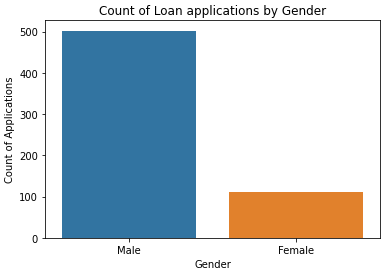 Count of Loan applications by Gender
Count of Applications
500
400
300
200
100
0
Male Female
Gender